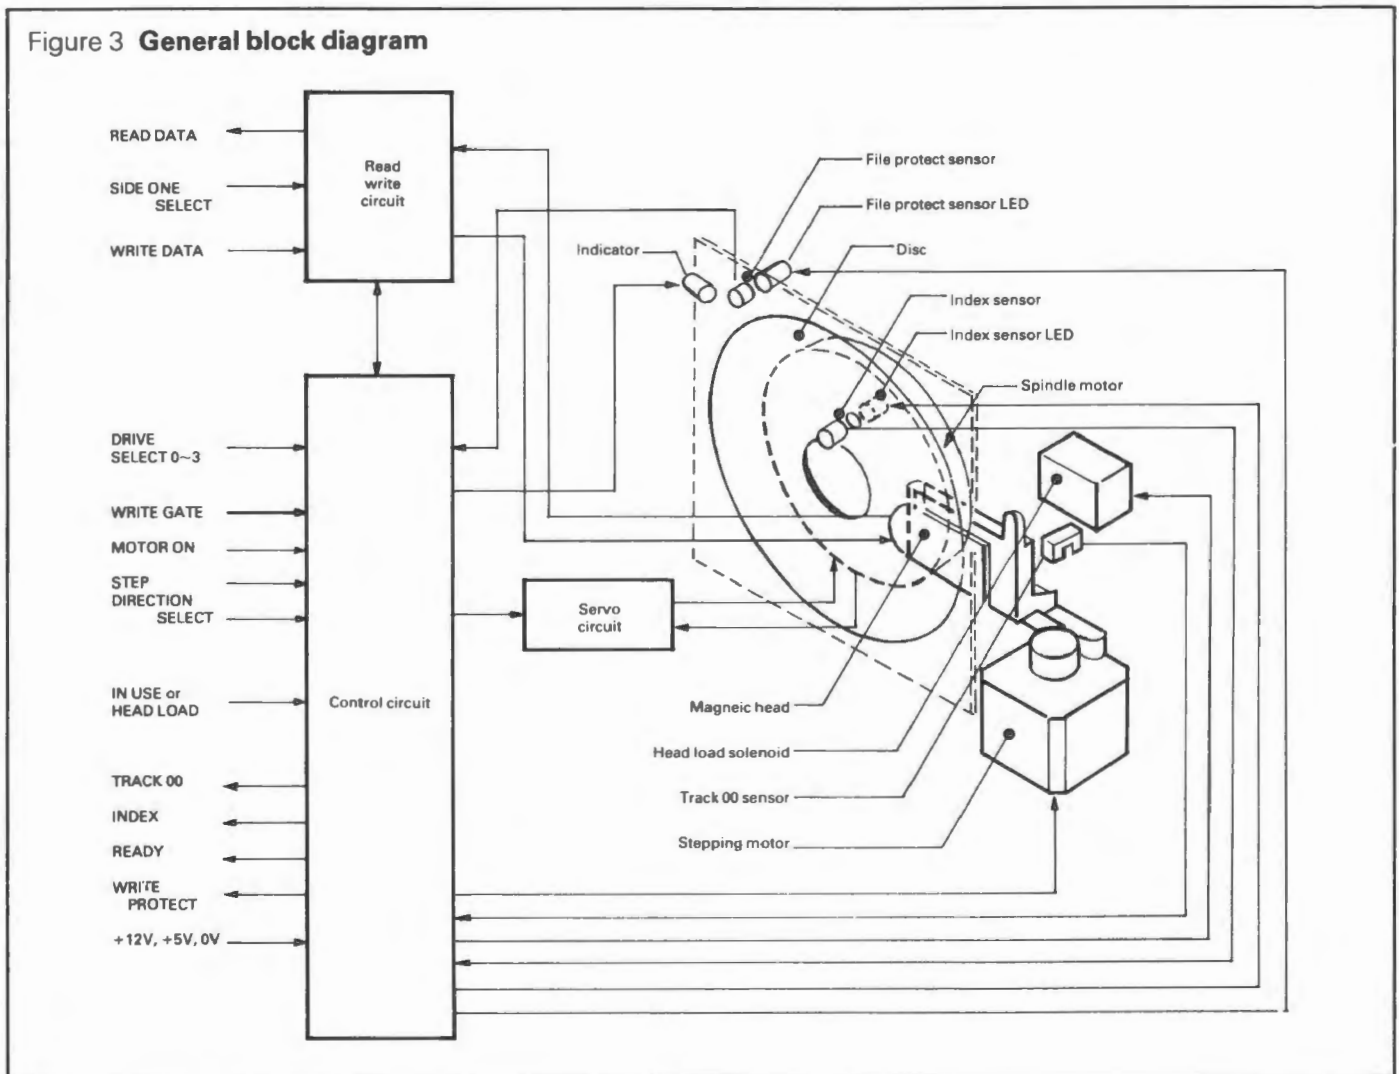 Figure 3 General block diagram
READ DATA
SIDE ONE
SELECT
WRITE DATA
Read
write
circuit
File protect sensor
File protect sensor LED
Indicator
Disc
Index sensor
Index sensor LED
Spindle motor
DRIVE
SELECT 0~3
WRITE GATE
MOTOR ON
STEP
DIRECTION
SELECT
Servo
circuit
IN USE or
HEAD LOAD
Control circuit
Magneic head
Head load solenoid
Track 00 sensor
Stepping motor
TRACK 00
INDEX
READY
WRITE
PROTECT
+12V, +5V, 0V